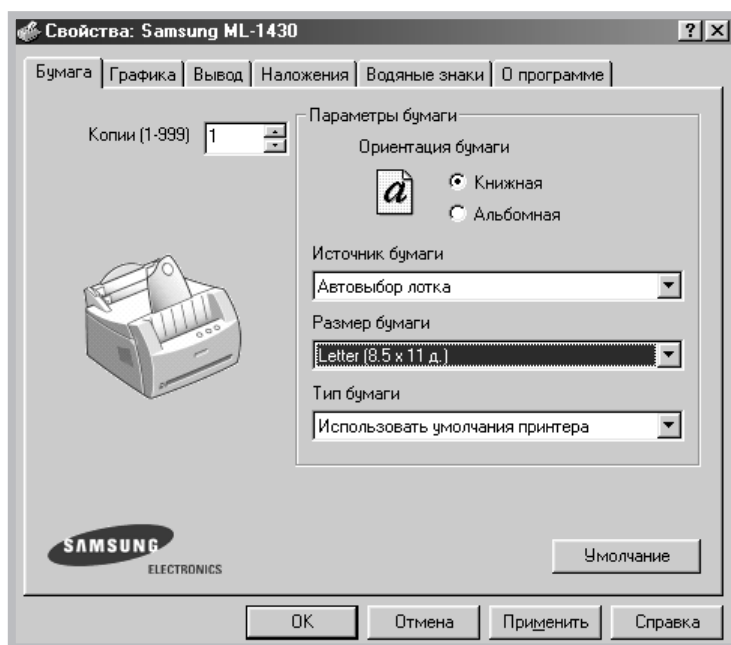 Свойства: Samsung ML-1430
Бумага Графика Вывод Наложения Водяные знаки О программе
Копии (1-999) 1
Параметры бумаги
Ориентация бумаги
a
Книжная
Альбомная
Источник бумаги
Автовыбор лотка
Размер бумаги
Letter (8.5 x 11 д.)
Тип бумаги
Использовать умолчания принтера
SAMSUNG
ELECTRONICS
Умолчание
OK Отмена Применить Справка